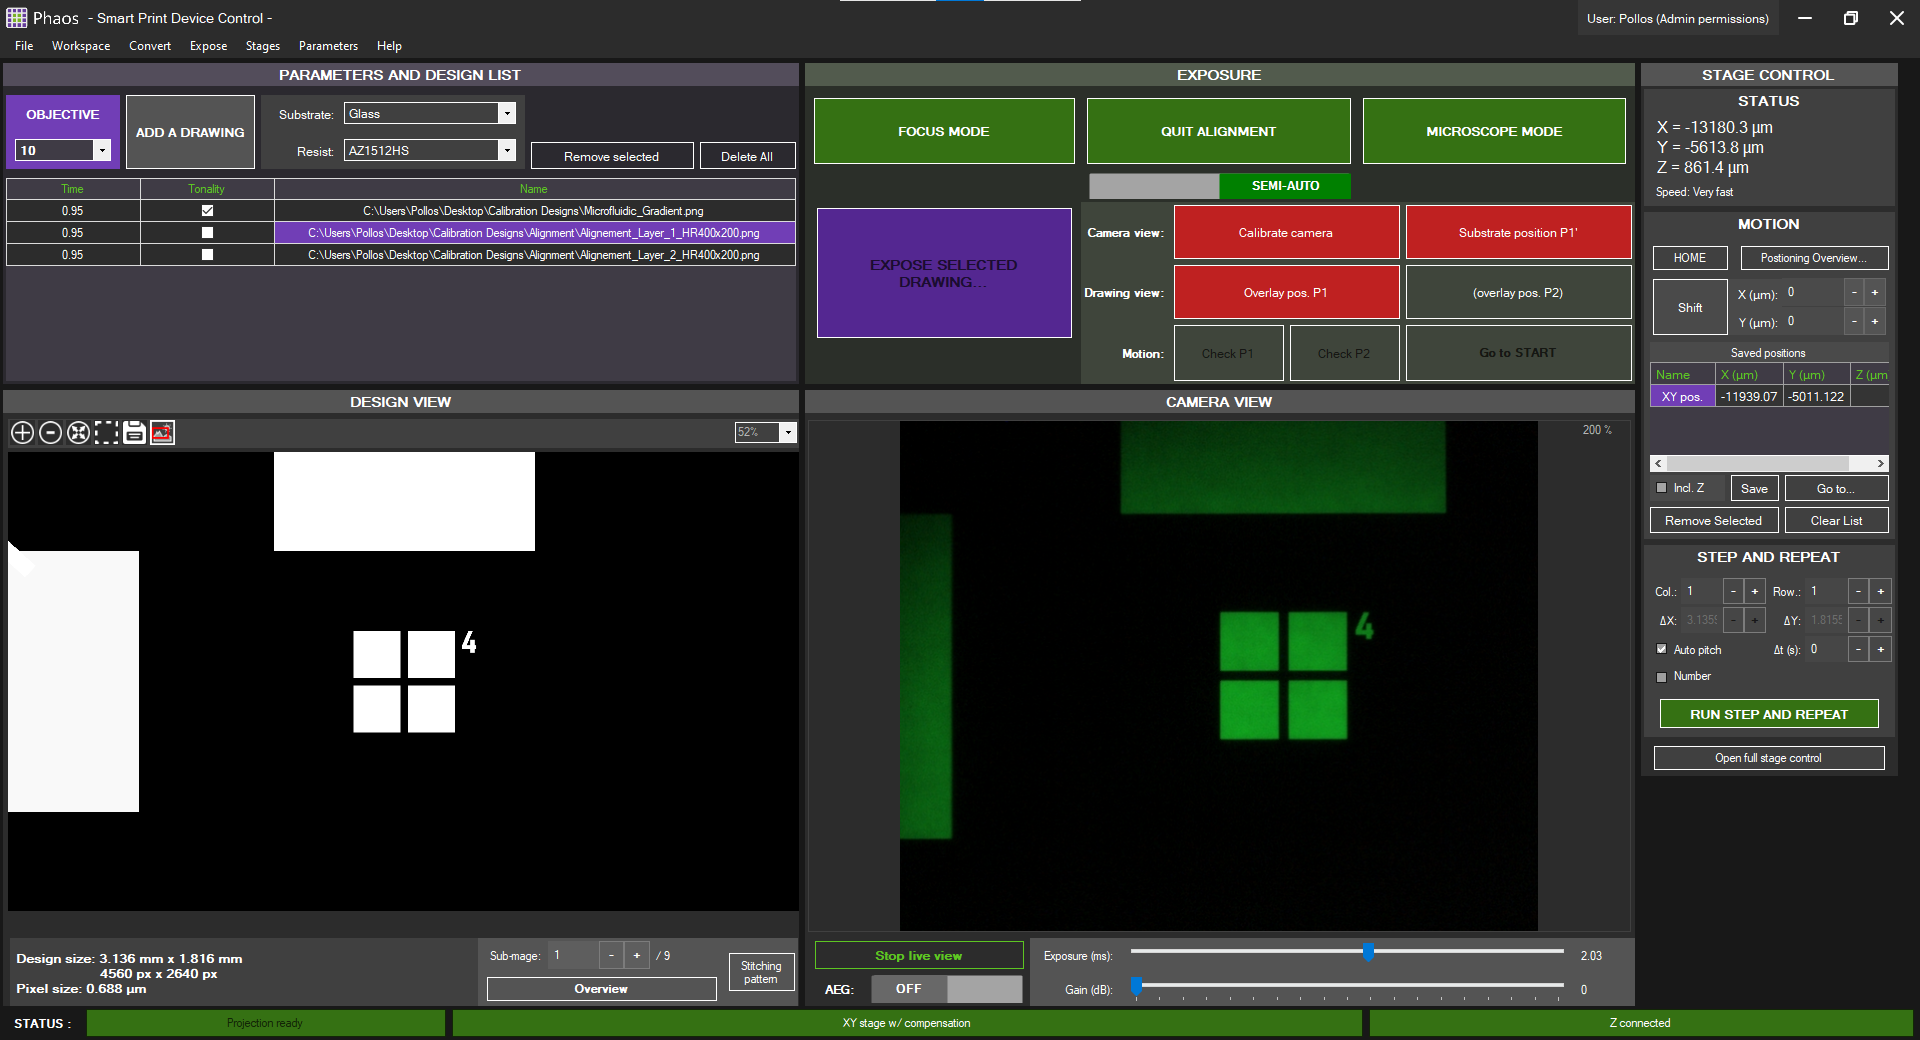 Phaos - Smart Print Device Control -
User: Pollos (Admin permissions)
File Workspace Convert Expose Stages Parameters Help
PARAMETERS AND DESIGN LIST
OBJECTIVE
10
ADD A DRAWING
Substrate: Glass
Resist: AZ1512HS
Remove selected
Delete All
Time Tonality Name
0.95 C:\Users\Pollos\Desktop\Calibration Designs\Microfluidic_Gradient.png
0.95 C:\Users\Pollos\Desktop\Calibration Designs\Alignment\Alignement_Layer_1_HR400x200.png
0.95 C:\Users\Pollos\Desktop\Calibration Designs\Alignment\Alignement_Layer_2_HR400x200.png
EXPOSURE
FOCUS MODE
QUIT ALIGNMENT
MICROSCOPE MODE
SEMI-AUTO
EXPOSE SELECTED
DRAWING...
Camera view: Calibrate camera Substrate position P1'
Drawing view: Overlay pos. P1 (overlay pos. P2)
Motion: Check P1 Check P2 Go to START
DESIGN VIEW
52%
4
Design size: 3.136 mm x 1.816 mm
4560 px x 2640 px
Pixel size: 0.688 µm
Sub-mage: 1 - + / 9
Overview
Stitching
pattern
CAMERA VIEW
200 %
4
Stop live view
AEG: OFF
Exposure (ms): 2.03
Gain (dB): 0
STAGE CONTROL
STATUS
X = -13180.3 µm
Y = -5613.8 µm
Z = 861.4 µm
Speed: Very fast
MOTION
HOME
Postioning Overview...
Shift
X (µm): 0 - +
Y (µm): 0 - +
Saved positions
Name X (µm) Y (µm) Z (µm
XY pos. -11939.07 -5011.122
< >
Incl. Z Save Go to...
Remove Selected Clear List
STEP AND REPEAT
Col.: 1 - + Row.: 1 - +
ΔX: 3.1355 - + ΔY: 1.8155 - +
Auto pitch Δt (s): 0 - +
Number
RUN STEP AND REPEAT
Open full stage control
STATUS : Projection ready XY stage w/ compensation Z connected